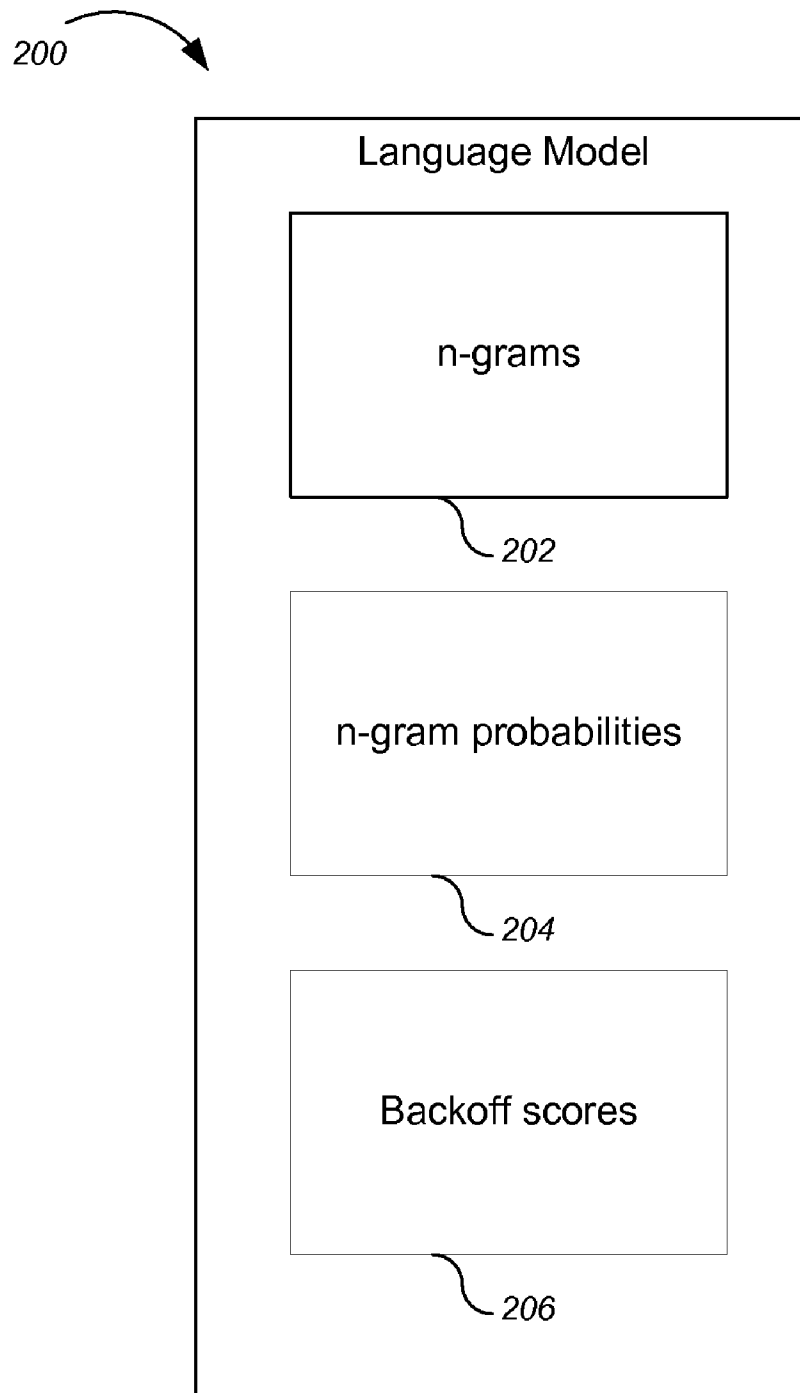 200
Language Model
n-grams
202
n-gram probabilities
204
Backoff scores
206